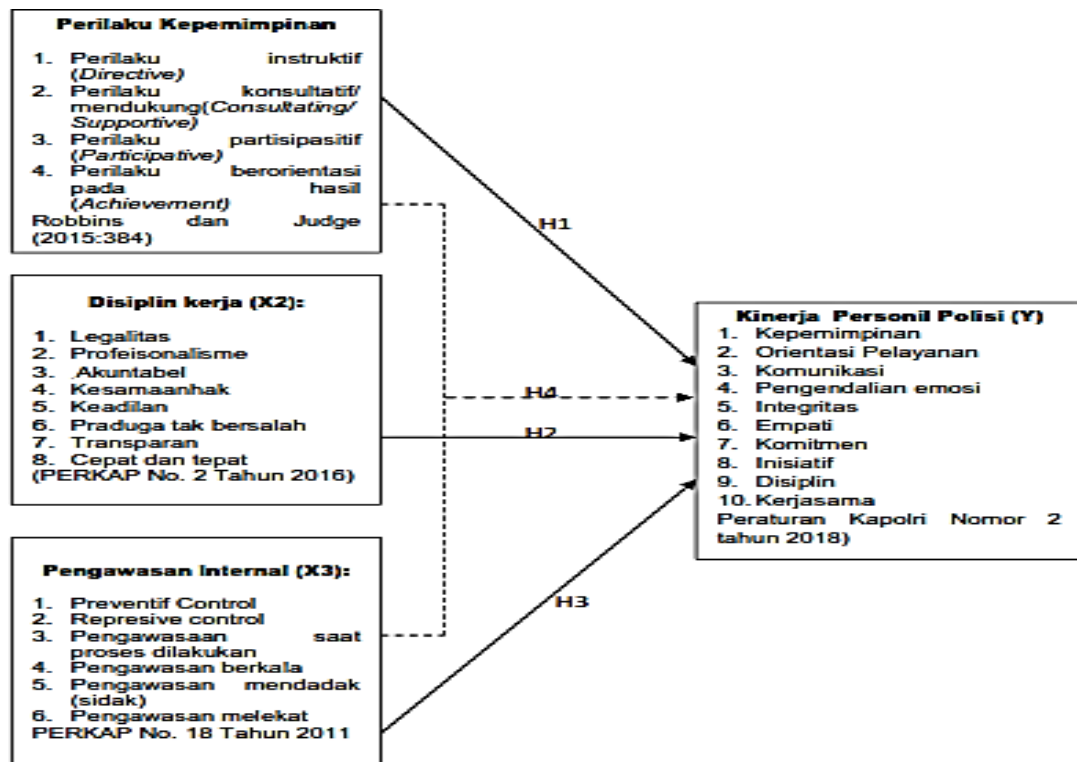 Perilaku Kepemimpinan
1. Perilaku instruktif
(Directive)
2. Perilaku konsultatif/
mendukung(Consultating/
Supportive)
3. Perilaku partisipasitif
(Participative)
4. Perilaku berorientasi
pada hasil
(Achievement)
Robbins dan Judge
(2015:384)
H1
Disiplin kerja (X2):
1. Legalitas
2. Profeisonalisme
3. Akuntabel
4. Kesamaanhak
5. Keadilan
6. Praduga tak bersalah
7. Transparan
8. Cepat dan tepat
(PERKAP No. 2 Tahun 2016)
H4
H2
Kinerja Personil Polisi (Y)
1. Kepemimpinan
2. Orientasi Pelayanan
3. Komunikasi
4. Pengendalian emosi
5. Integritas
6. Empati
7. Komitmen
8. Inisiatif
9. Disiplin
10. Kerjasama
Peraturan Kapolri Nomor 2
tahun 2018)
Pengawasan Internal (X3):
1. Preventif Control
2. Represive control
3. Pengawasaan saat
proses dilakukan
4. Pengawasan berkala
5. Pengawasan mendadak
(sidak)
6. Pengawasan melekat
PERKAP No. 18 Tahun 2011
H3